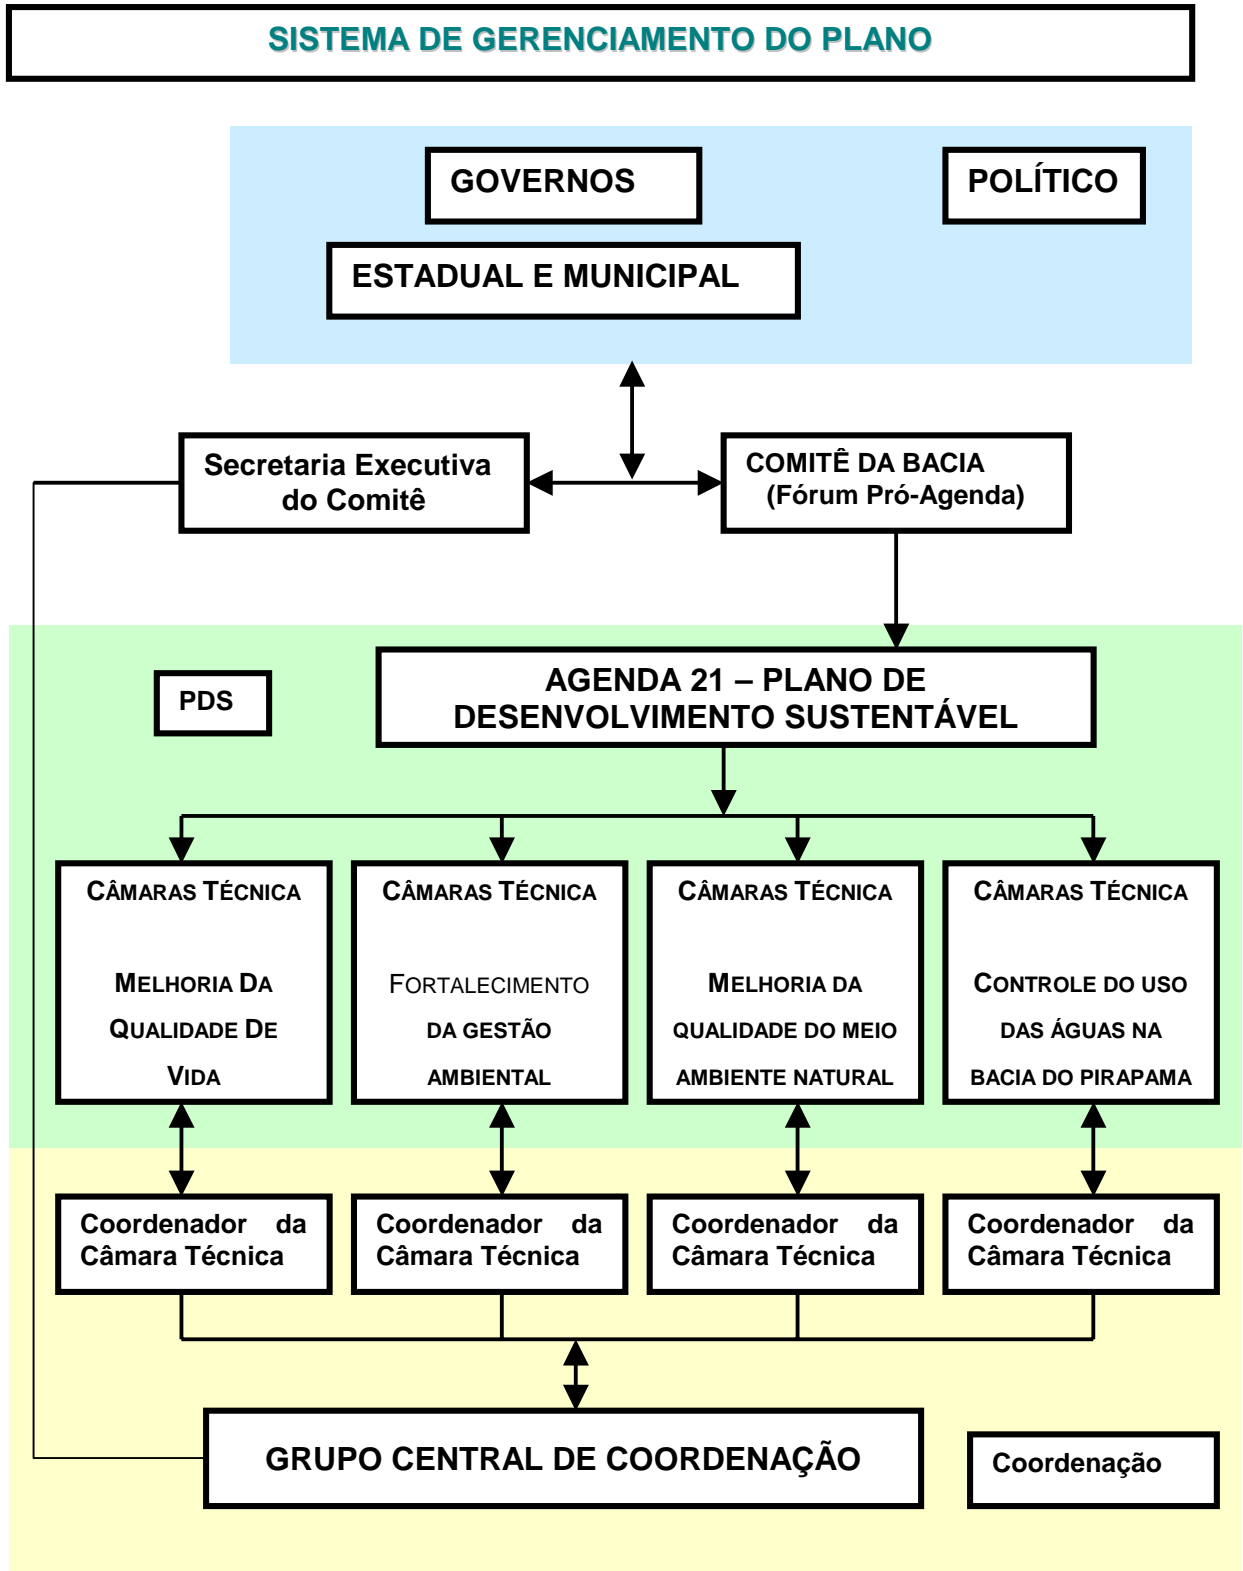 SISTEMA DE GERENCIAMENTO DO PLANO
GOVERNOS
POLÍTICO
ESTADUAL E MUNICIPAL
Secretaria Executiva
do Comitê
COMITÊ DA BACIA
(Fórum Pró-Agenda)
PDS
AGENDA 21 – PLANO DE
DESENVOLVIMENTO SUSTENTÁVEL
CÂMARAS TÉCNICA
MELHORIA DA
QUALIDADE DE
VIDA
CÂMARAS TÉCNICA
FORTALECIMENTO
DA GESTÃO
AMBIENTAL
CÂMARAS TÉCNICA
MELHORIA DA
QUALIDADE DO MEIO
AMBIENTE NATURAL
CÂMARAS TÉCNICA
CONTROLE DO USO
DAS ÁGUAS NA
BACIA DO PIRAPAMA
Coordenador da
Câmara Técnica
Coordenador da
Câmara Técnica
Coordenador da
Câmara Técnica
Coordenador da
Câmara Técnica
GRUPO CENTRAL DE COORDENAÇÃO
Coordenação